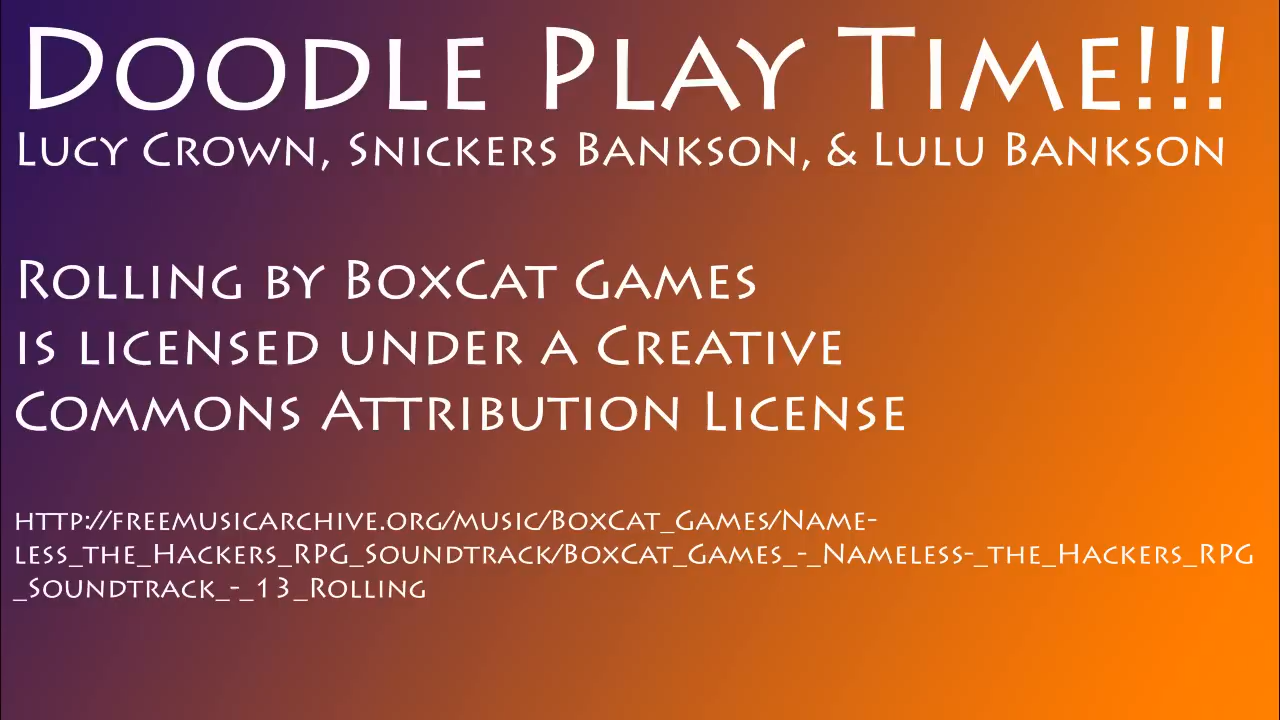 Doodle Play Time!!!
Lucy Crown, Snickers Bankson, & Lulu Bankson
Rolling by BoxCat Games
is licensed under a Creative
Commons Attribution License
http://freemusicarchive.org/music/BoxCat_Games/Name-
less_the_Hackers_RPG_Soundtrack/BoxCat_Games_-_Nameless-_the_Hackers_RPG
_Soundtrack_-_13_Rolling